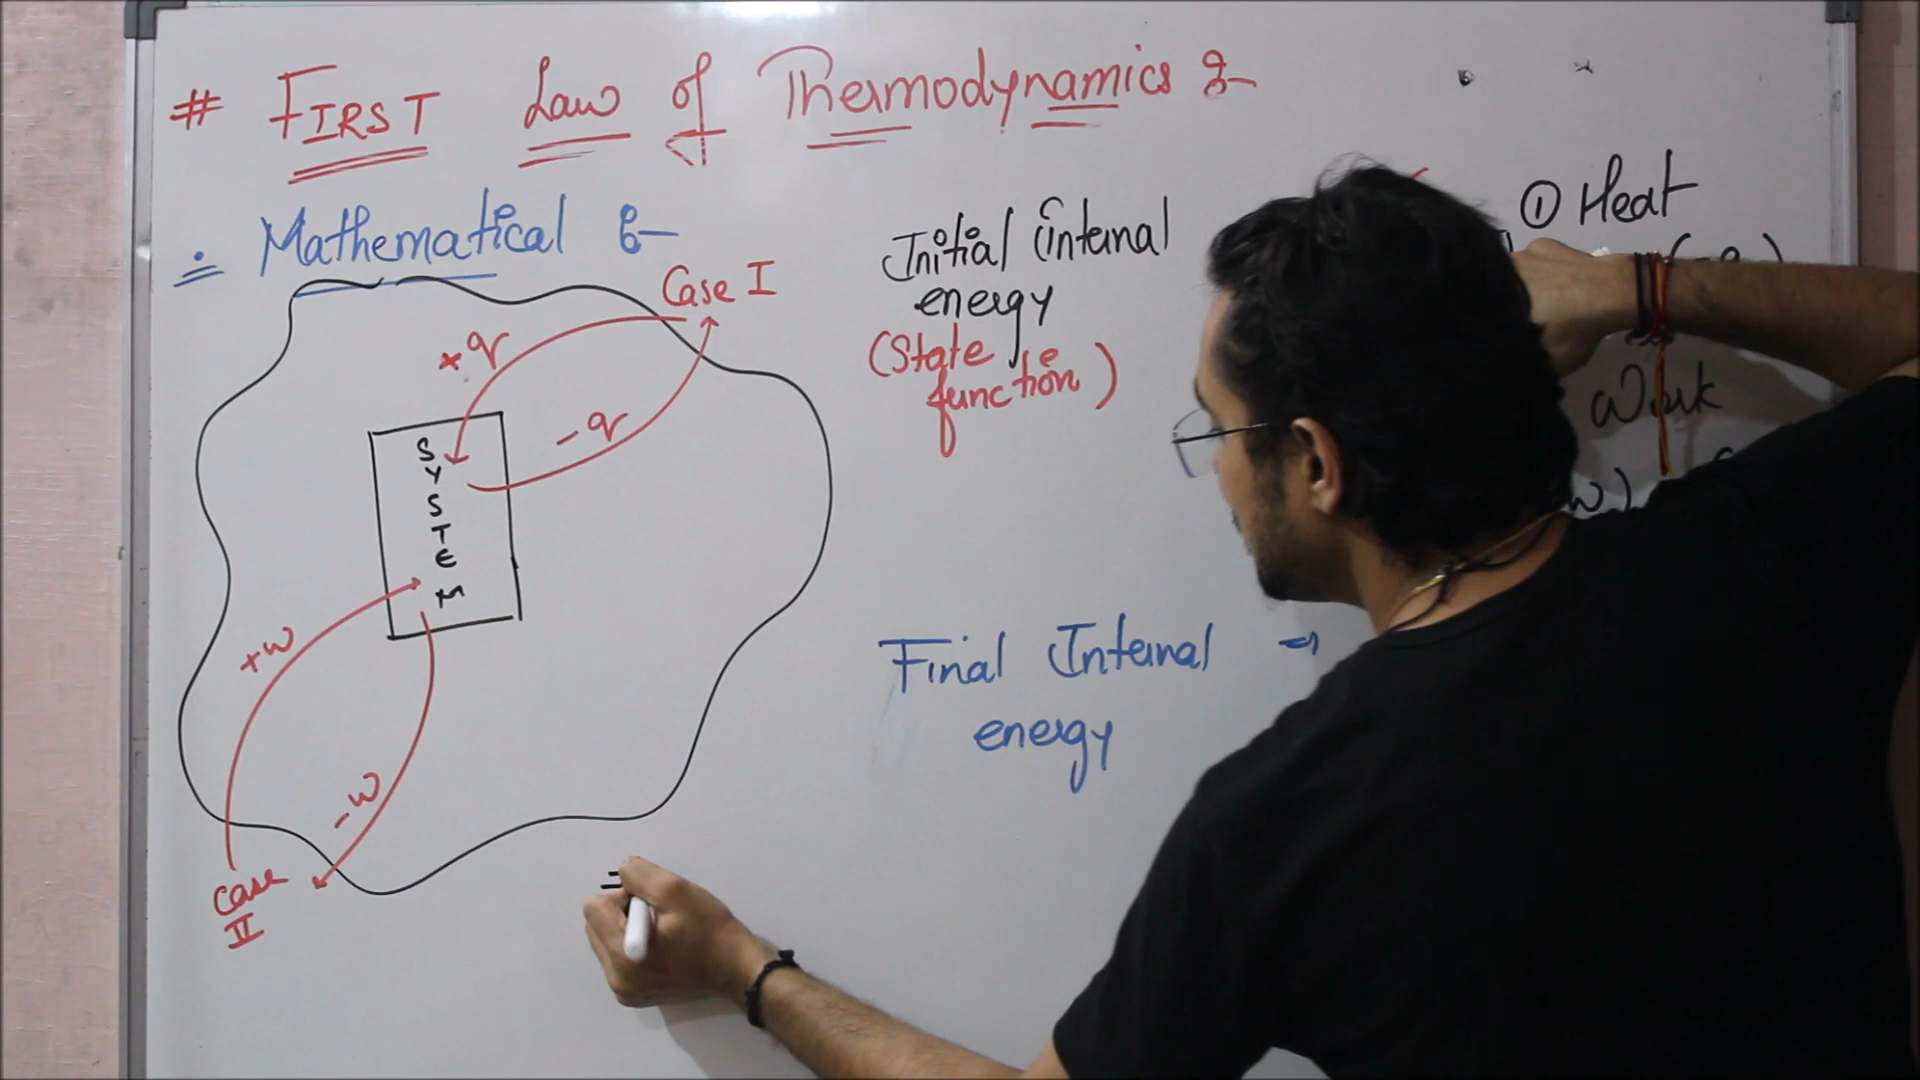 # FIRST Law of Thermodynamics :-
Mathematical :-
Case I
+q
-q
SYSTEM
+w
-w
Case
II
Initial internal
energy
(State
function)
Final Internal
energy
① Heat
Work
w)